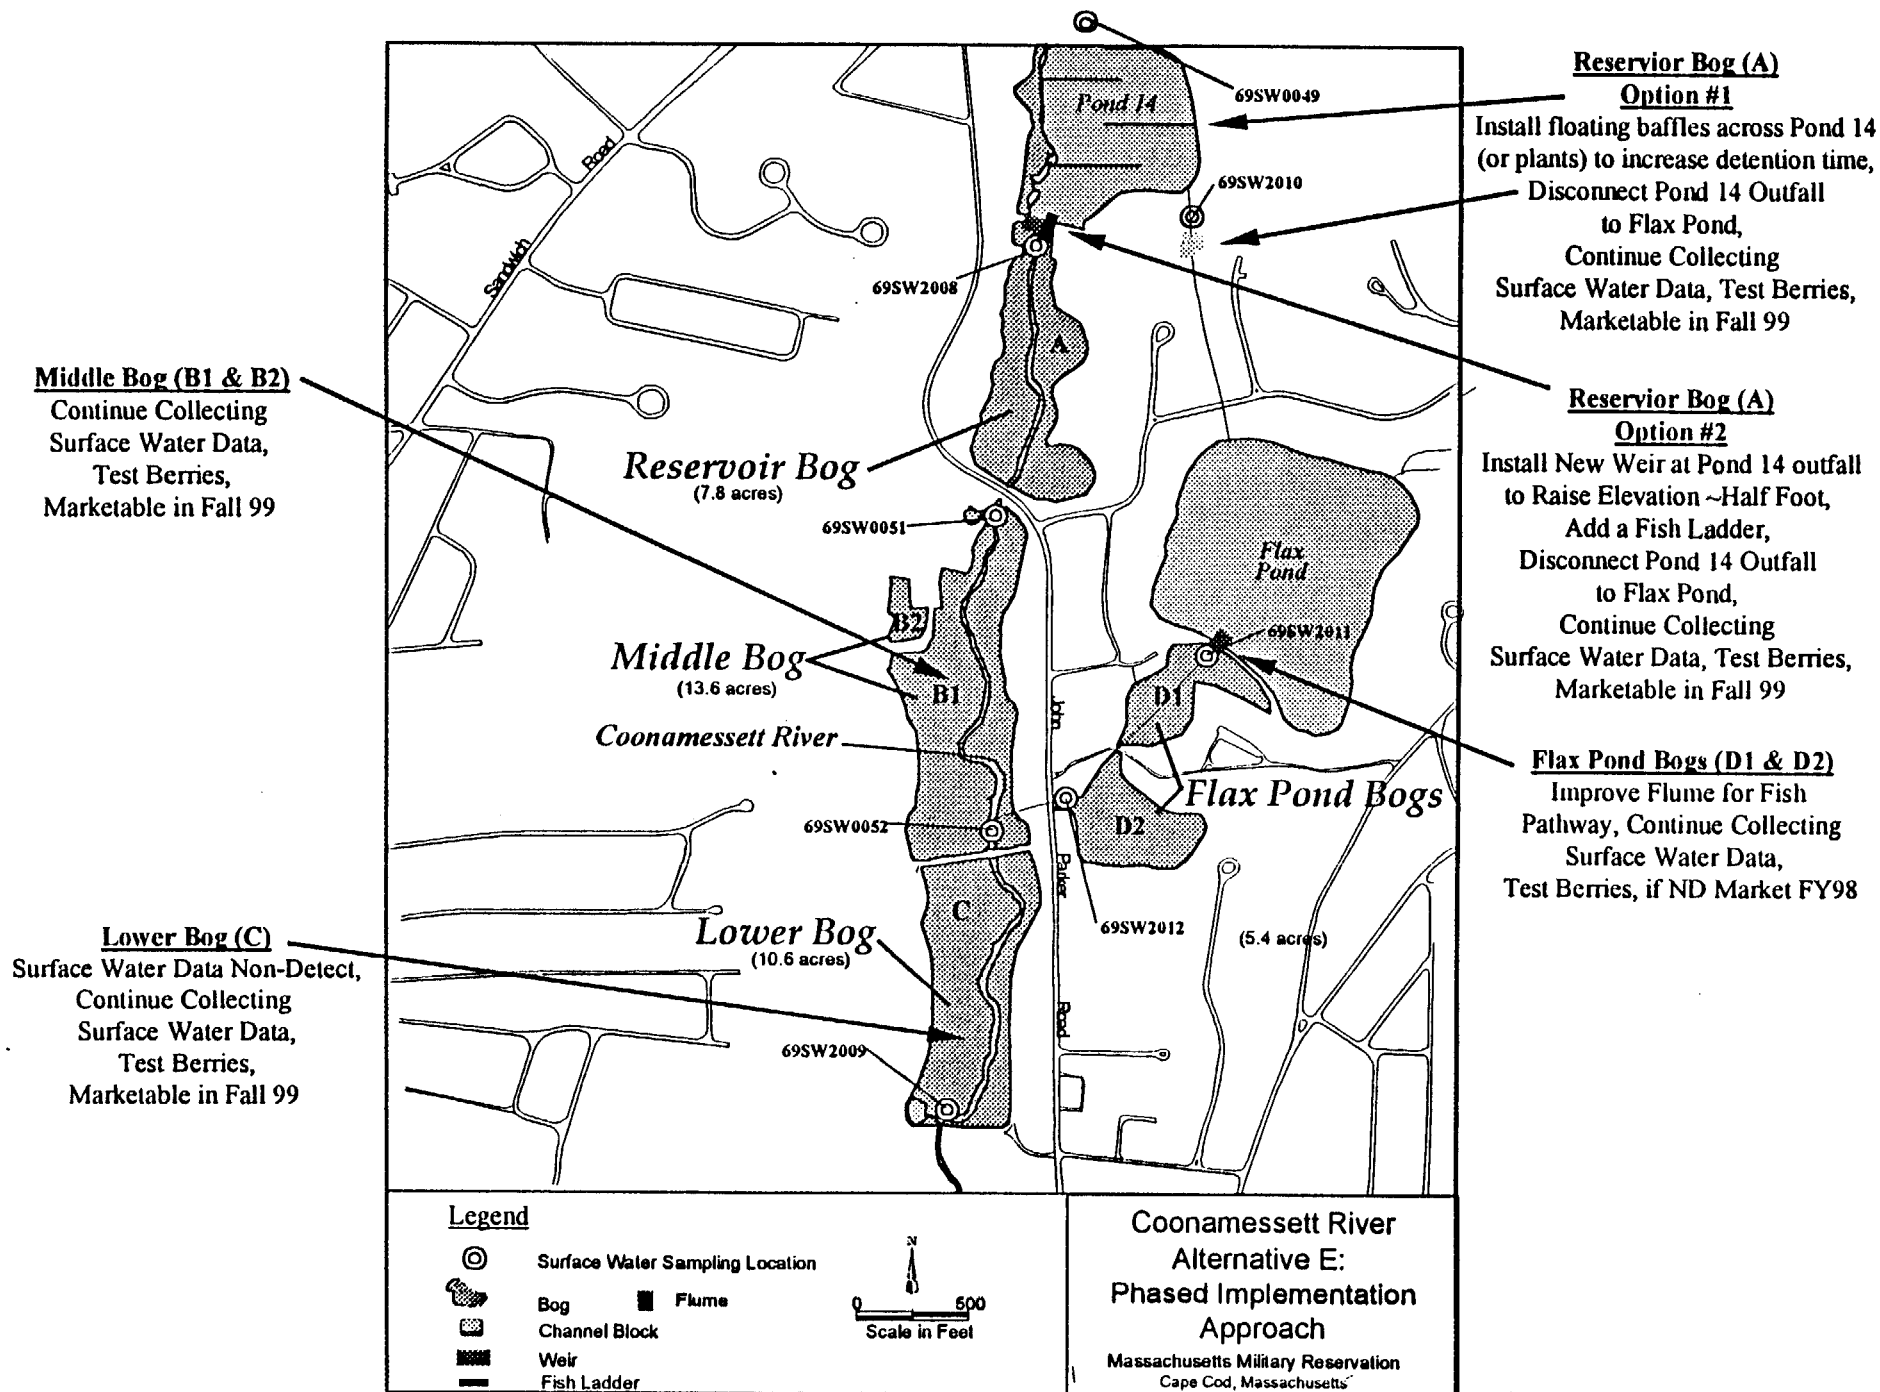 69SW0049
Pond 14
69SW2010
69SW2008
Road
Sandwich
A
Reservoir Bog
(7.8 acres)
69SW0051
B2
Flax
Pond
69SW2011
Middle Bog
(13.6 acres)
B1
D1
John
Coonamessett River
Flax Pond Bogs
69SW0052
D2
Parker
C
Lower Bog
(10.6 acres)
69SW2012
(5.4 acres)
Road
69SW2009
Middle Bog (B1 & B2)
Continue Collecting
Surface Water Data,
Test Berries,
Marketable in Fall 99
Lower Bog (C)
Surface Water Data Non-Detect,
Continue Collecting
Surface Water Data,
Test Berries,
Marketable in Fall 99
Reservior Bog (A)
Option #1
Install floating baffles across Pond 14
(or plants) to increase detention time,
Disconnect Pond 14 Outfall
to Flax Pond,
Continue Collecting
Surface Water Data, Test Berries,
Marketable in Fall 99
Reservior Bog (A)
Option #2
Install New Weir at Pond 14 outfall
to Raise Elevation ~Half Foot,
Add a Fish Ladder,
Disconnect Pond 14 Outfall
to Flax Pond,
Continue Collecting
Surface Water Data, Test Berries,
Marketable in Fall 99
Flax Pond Bogs (D1 & D2)
Improve Flume for Fish
Pathway, Continue Collecting
Surface Water Data,
Test Berries, if ND Market FY98
Legend
Surface Water Sampling Location
Bog
Flume
Channel Block
Weir
Fish Ladder
N
0 500
Scale in Feet
Coonamessett River
Alternative E:
Phased Implementation
Approach
Massachusetts Military Reservation
Cape Cod, Massachusetts